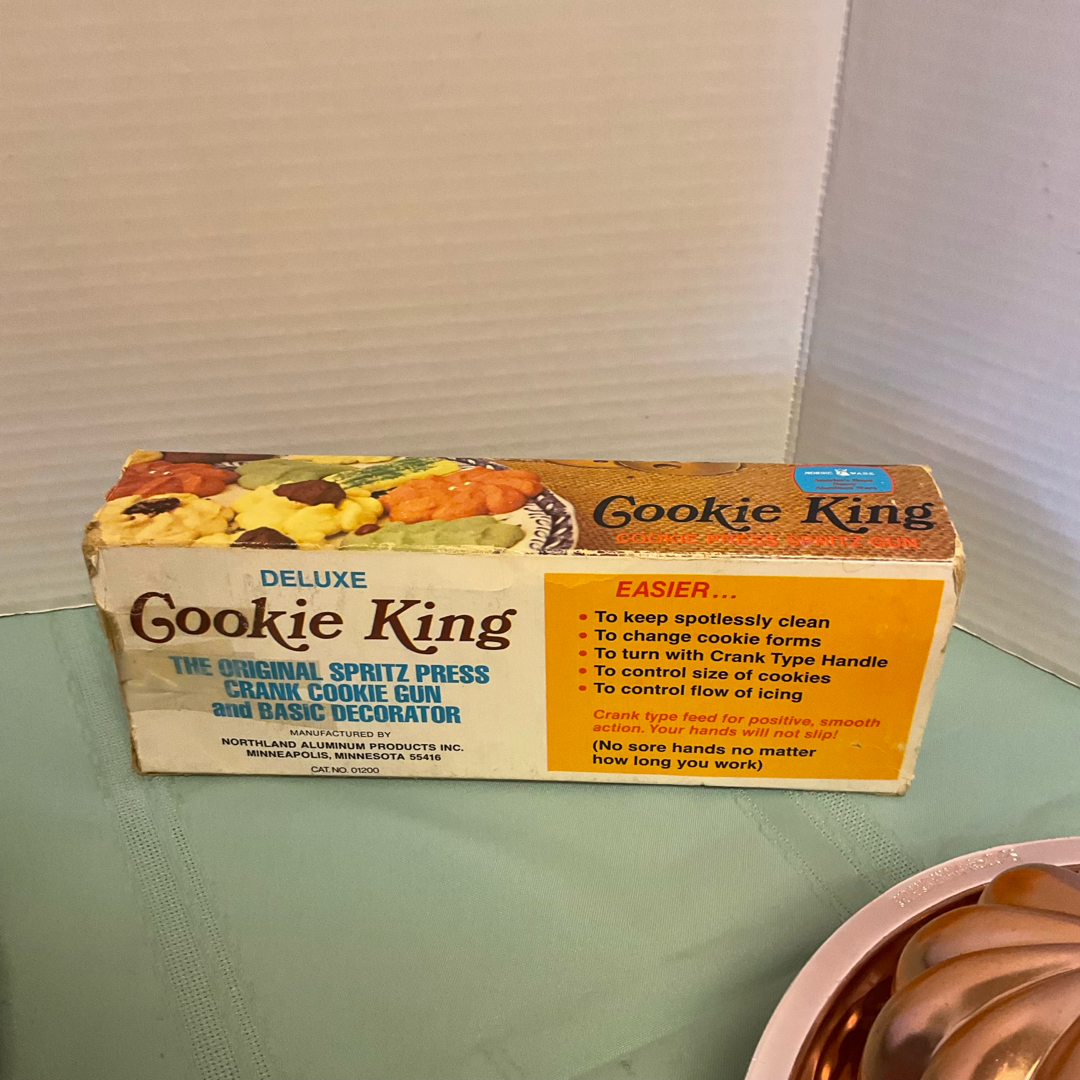 NORDIC WARE
Cookie King
COOKIE PRESS SPRITZ GUN
DELUXE
Cookie King
THE ORIGINAL SPRITZ PRESS
CRANK COOKIE GUN
and BASIC DECORATOR
MANUFACTURED BY
NORTHLAND ALUMINUM PRODUCTS INC.
MINNEAPOLIS, MINNESOTA 55416
CAT. NO. 01200
EASIER...
• To keep spotlessly clean
• To change cookie forms
• To turn with Crank Type Handle
• To control size of cookies
• To control flow of icing
Crank type feed for positive, smooth
action. Your hands will not slip!
(No sore hands no matter
how long you work)